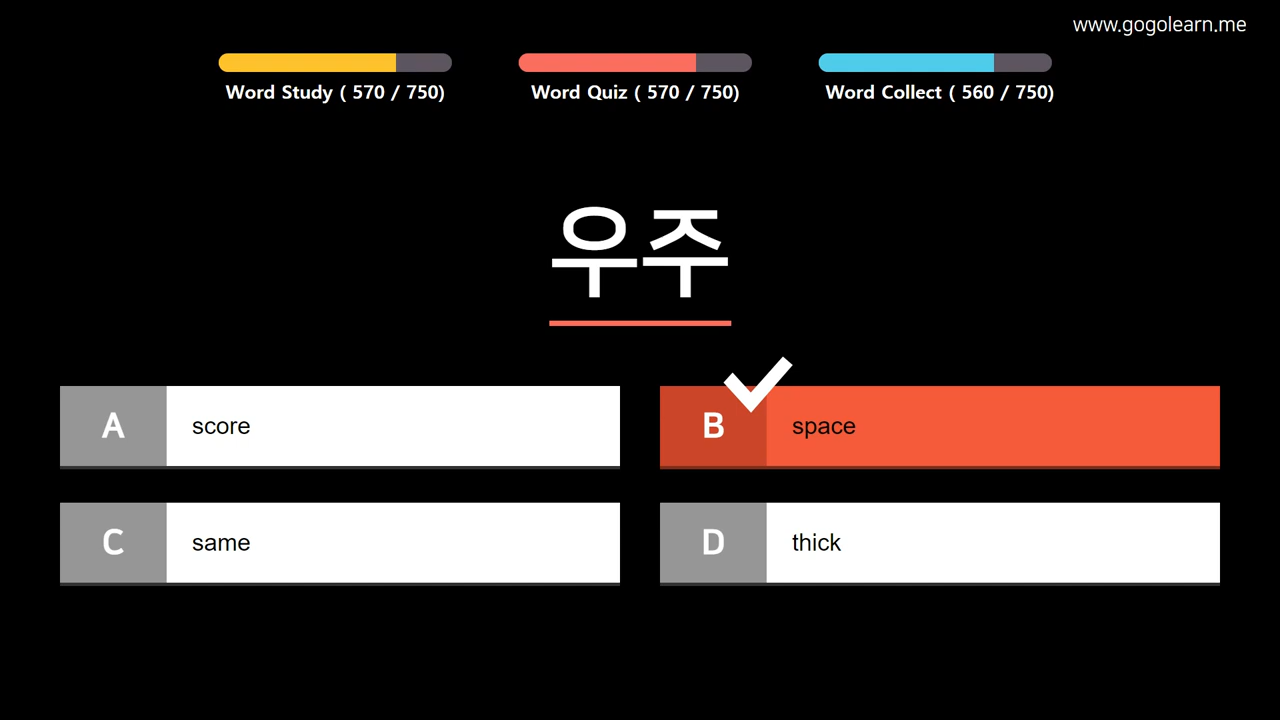 www.gogolearn.me
Word Study ( 570 / 750)
Word Quiz ( 570 / 750)
Word Collect ( 560 / 750)
우주
A score
B space
C same
D thick